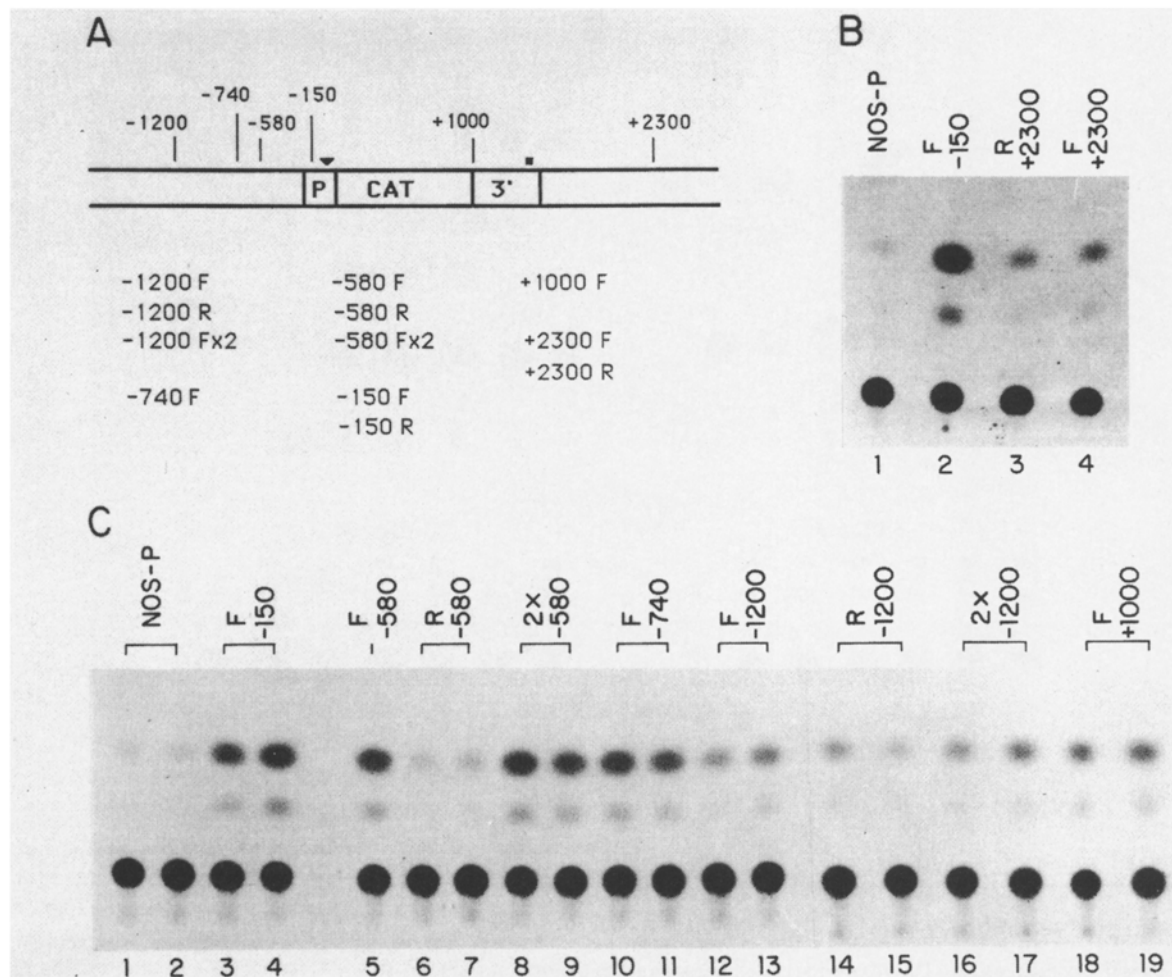 A
-740 -150
-1200 -580 +1000 +2300
P CAT 3'
-1200 F -580 F +1000 F
-1200 R -580 R
-1200 Fx2 -580 Fx2 +2300 F
+2300 R
-740 F -150 F
-150 R
B
NOS-P
F -150
R +2300
F +2300
1 2 3 4
C
NOS-P
F -150
F -580
R -580
2x -580
F -740
F -1200
R -1200
2x -1200
F +1000
1 2 3 4 5 6 7 8 9 10 11 12 13 14 15 16 17 18 19